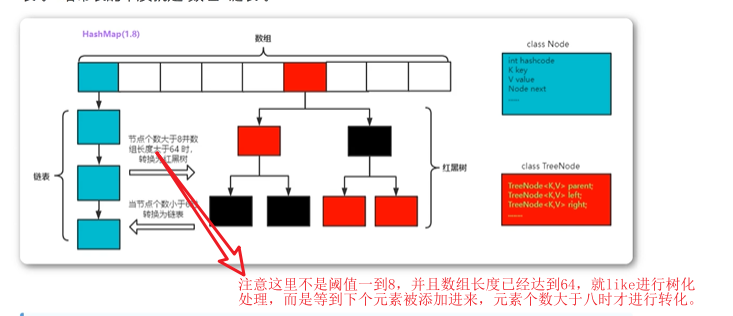 HashMap(1.8)
数组
class Node
int hashcode
K key
V value
Node next
......
节点个数大于8并数
组长度大于64 时,
转换为红黑树
链表
当节点个数小于6
转换为链表
红黑树
class TreeNode
TreeNode<K,V> parent;
TreeNode<K,V> left;
TreeNode<K,V> right;
......
注意这里不是阈值一到8，并且数组长度已经达到64，就like进行树化
处理，而是等到下个元素被添加进来，元素个数大于八时才进行转化。